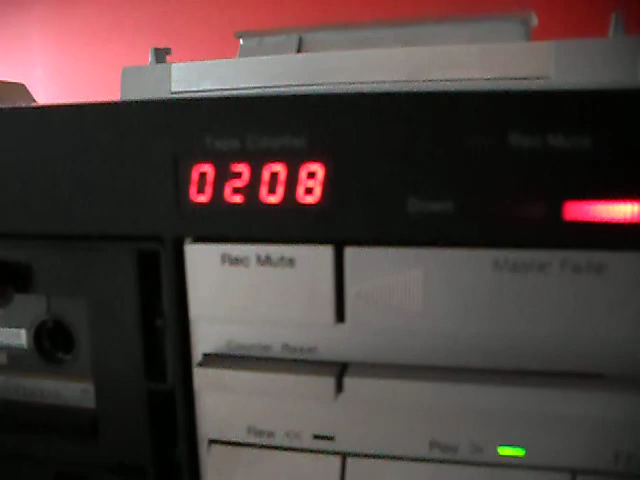 Tape Counter
Rec Mute
0208
Down
Rec Mute
Master Fader
Counter Reset
Rew <<
Play >